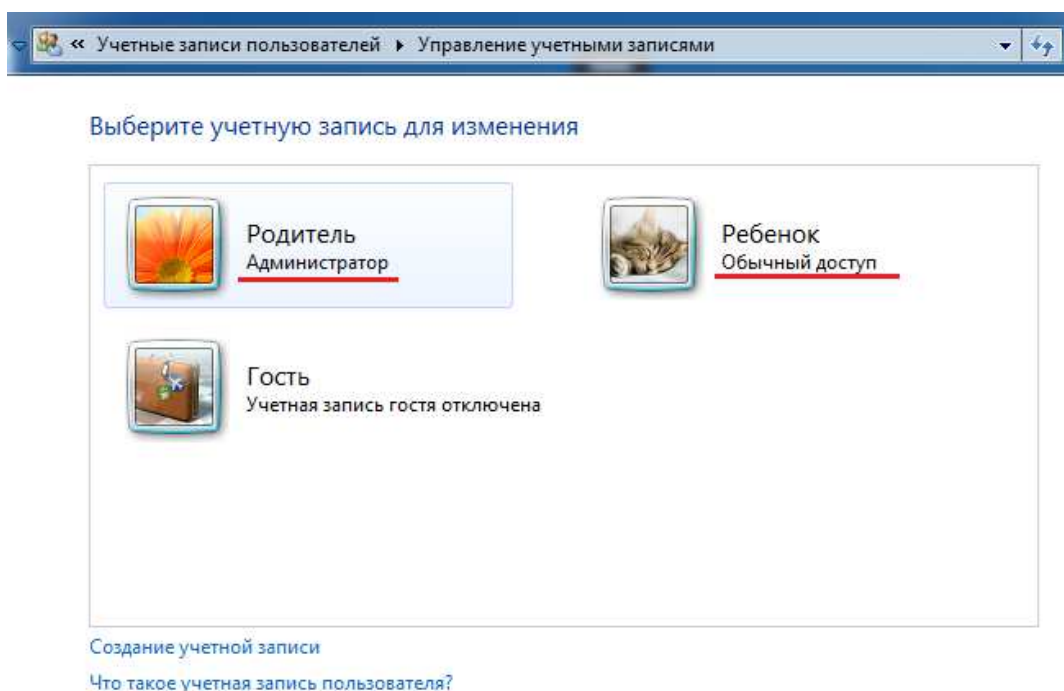 « Учетные записи пользователей ▸ Управление учетными записями
Выберите учетную запись для изменения
Родитель
Администратор
Ребенок
Обычный доступ
Гость
Учетная запись гостя отключена
Создание учетной записи
Что такое учетная запись пользователя?